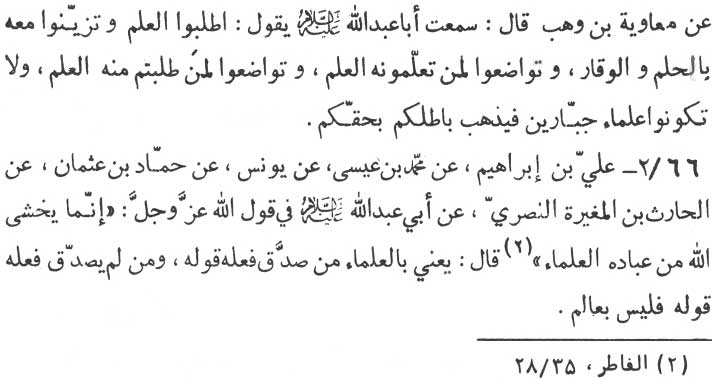 عن معاوية بن وهب قال : سمعت أباعبدالله عليه‌السلام يقول : اطلبوا العلم و تزيّنوا معه
بالحلم و الوقار ، و تواضعوا لمن تعلّمونه العلم ، و تواضعوا لمن طلبتم منه العلم ، ولا
تكونوا علماء جبّارين فيذهب باطلكم بحقّكم .
٦٦/٢ــ عليّ بن إبراهيم ، عن محمّد بن عيسى، عن يونس ، عن حمّاد بن عثمان ، عن
الحارث بن المغيرة النصريّ ، عن أبي عبدالله عليه‌السلام في قول الله عزَّ وجلَّ: «إنّما يخشى
الله من عباده العلماء»(٢) قال : يعني بالعلماء من صدَّق فعله قوله ، ومن لم يصدّق فعله
قوله فليس بعالم .
(٢) الفاطر ، ٢٨/٣٥